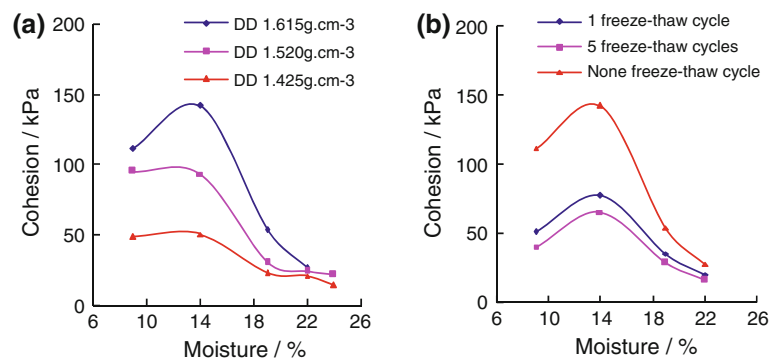 (a)
200
150
100
50
0
Cohesion / kPa
DD 1.615g.cm-3
DD 1.520g.cm-3
DD 1.425g.cm-3
6 10 14 18 22 26
Moisture / %
(b)
200
150
100
50
0
Cohesion / kPa
1 freeze-thaw cycle
5 freeze-thaw cycles
None freeze-thaw cycle
6 10 14 18 22 26
Moisture / %